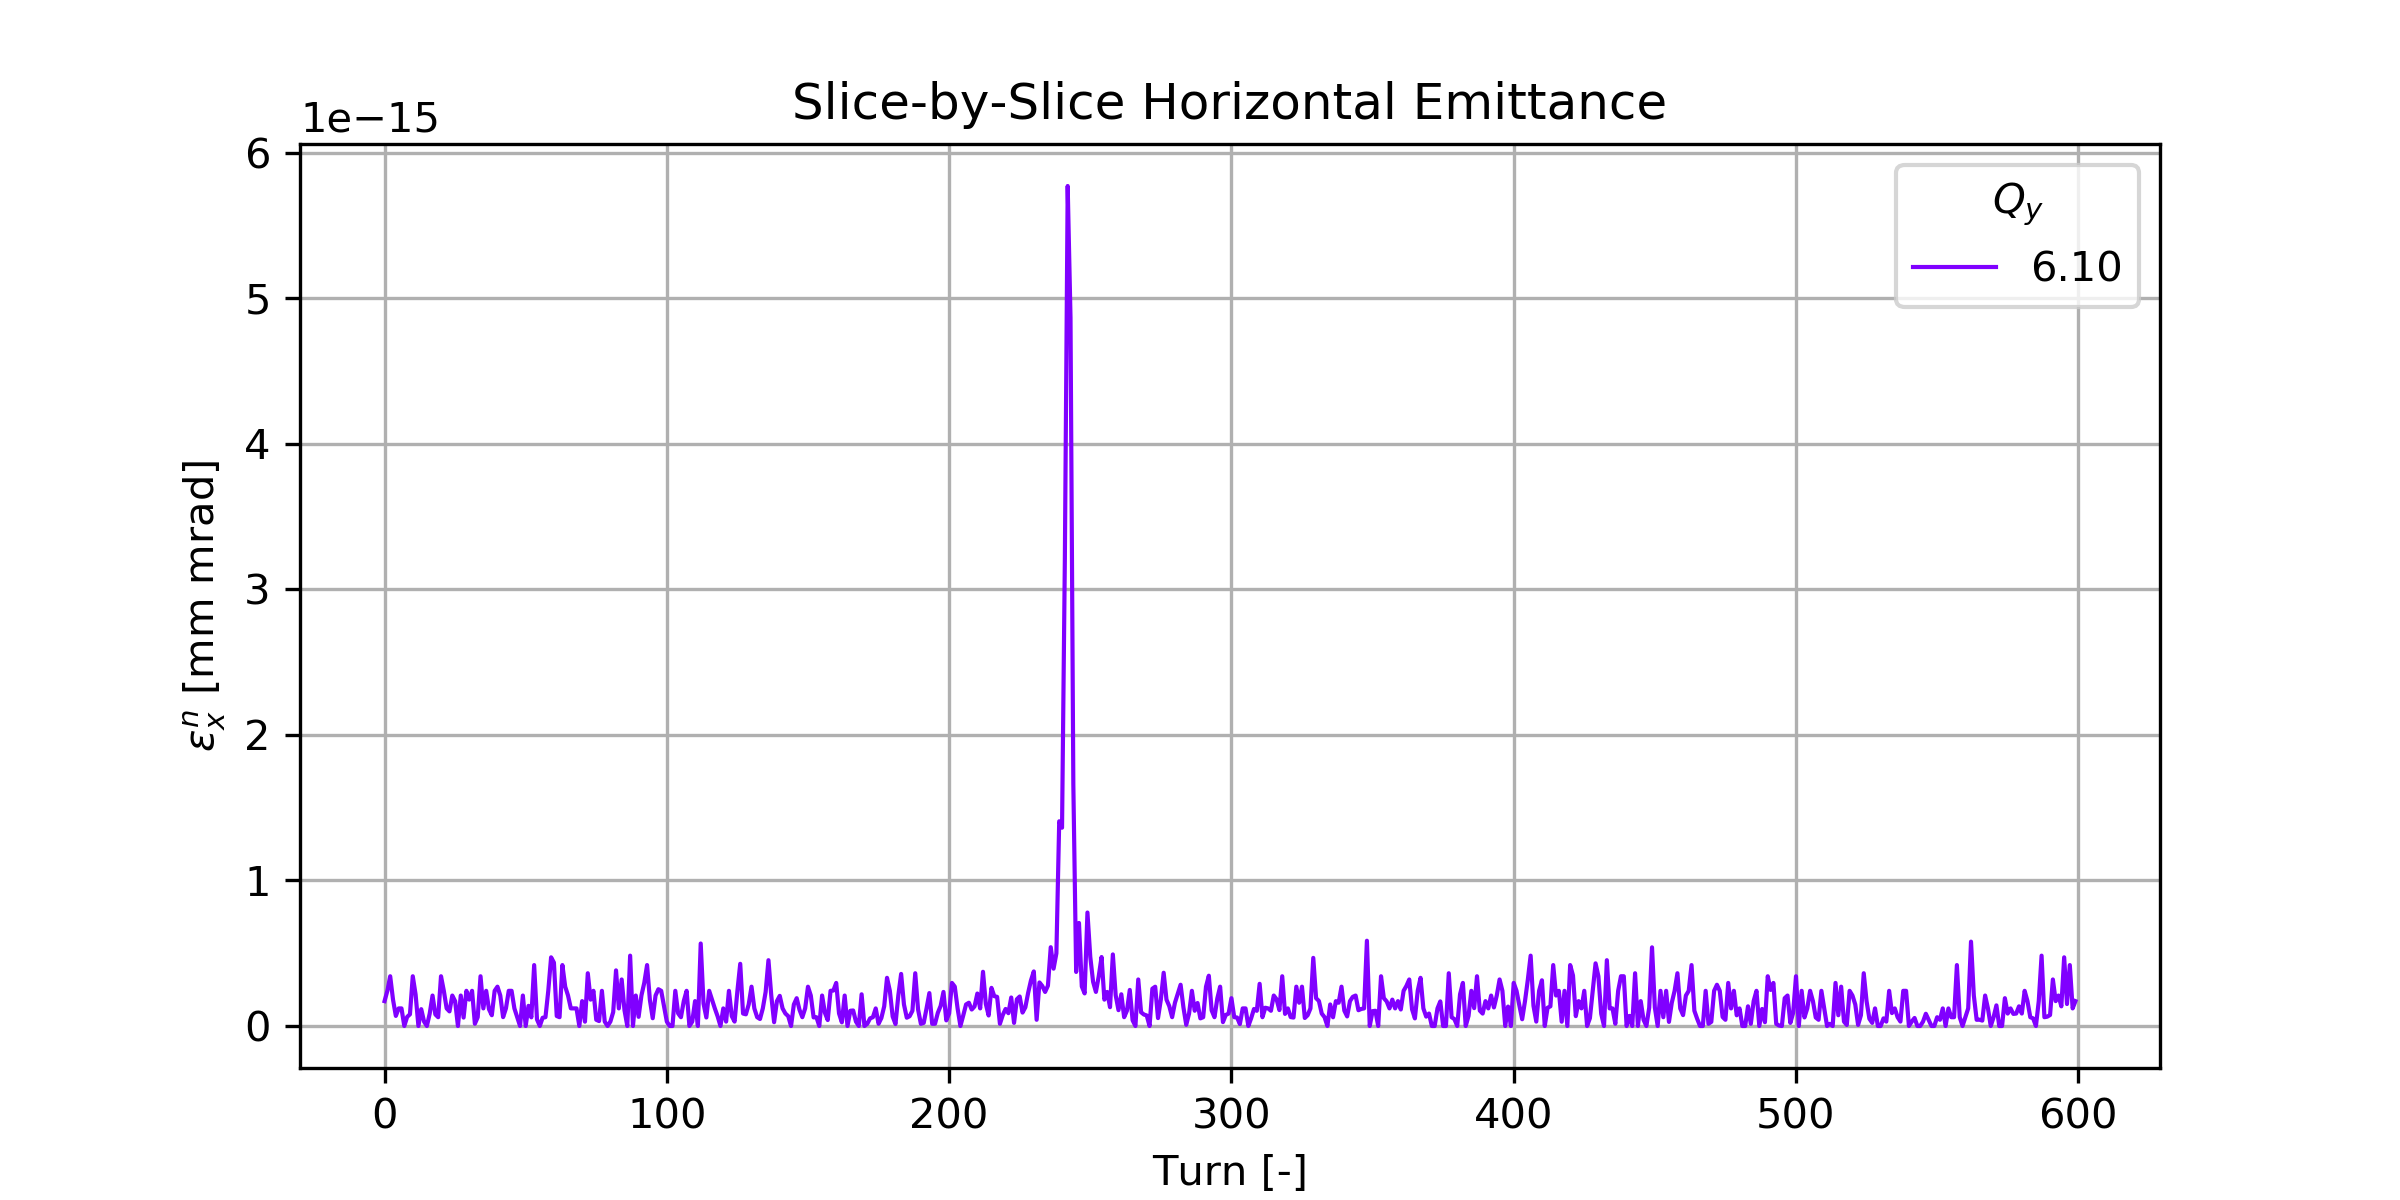 Slice-by-Slice Horizontal Emittance
1e−15
6
5
4
3
2
1
0
ε_x^n [mm mrad]
Q_y
6.10
0 100 200 300 400 500 600
Turn [-]